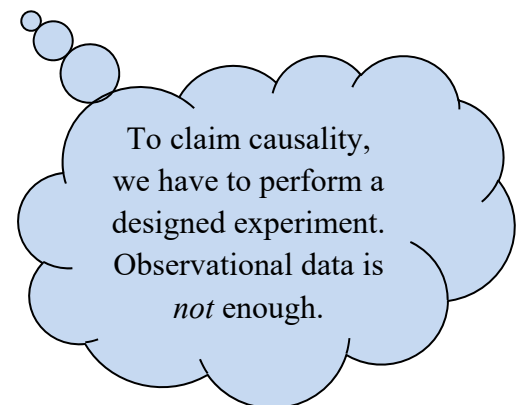 To claim causality,
we have to perform a
designed experiment.
Observational data is
not enough.